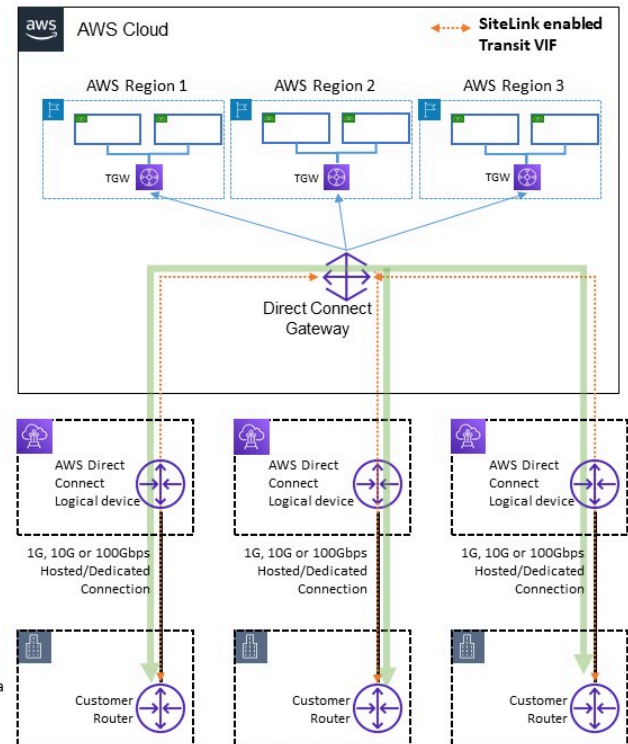 aws
AWS Cloud
SiteLink enabled
Transit VIF
AWS Region 1
AWS Region 2
AWS Region 3
TGW
TGW
TGW
Direct Connect
Gateway
AWS Direct
Connect
Logical device
AWS Direct
Connect
Logical device
AWS Direct
Connect
Logical device
1G, 10G or 100Gbps
Hosted/Dedicated
Connection
1G, 10G or 100Gbps
Hosted/Dedicated
Connection
1G, 10G or 100Gbps
Hosted/Dedicated
Connection
a
Customer
Router
Customer
Router
Customer
Router